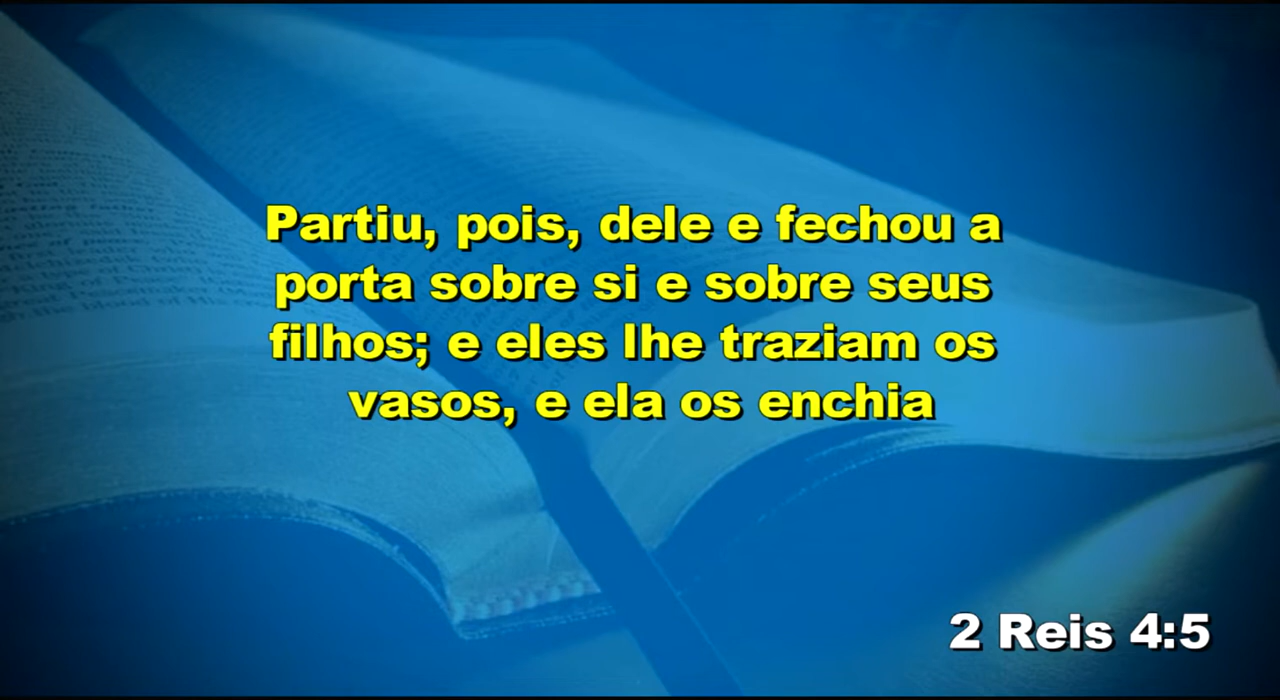 Partiu, pois, dele e fechou a
porta sobre si e sobre seus
filhos; e eles lhe traziam os
vasos, e ela os enchia
2 Reis 4:5